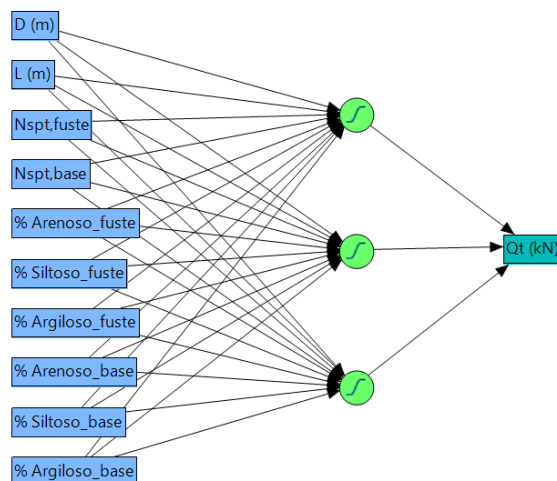 D (m)
L (m)
Nspt,fuste
Nspt,base
% Arenoso_fuste
% Siltoso_fuste
% Argiloso_fuste
% Arenoso_base
% Siltoso_base
% Argiloso_base
Qt (kN)